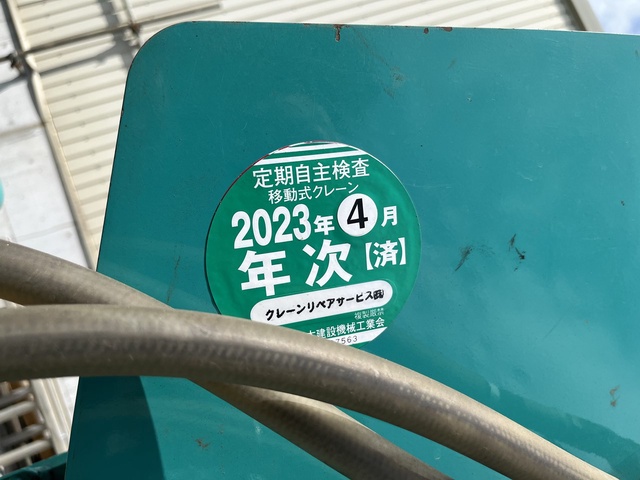 定期自主検査
移動式クレーン
2023年4月
年次【済】
クレーンリペアサービス㈱
複製厳禁
本建設機械工業会
7563